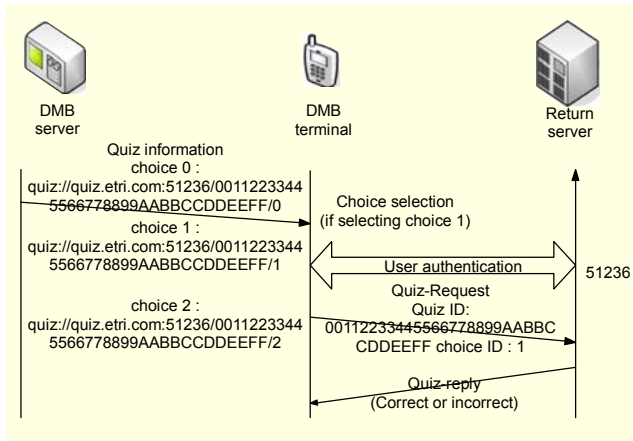 DMB
server
DMB
terminal
Return
server
Quiz information
choice 0 :
quiz://quiz.etri.com:51236/0011223344
5566778899AABBCCDDEEFF/0
choice 1 :
quiz://quiz.etri.com:51236/0011223344
5566778899AABBCCDDEEFF/1
choice 2 :
quiz://quiz.etri.com:51236/0011223344
5566778899AABBCCDDEEFF/2
Choice selection
(if selecting choice 1)
User authentication
51236
Quiz-Request
Quiz ID:
00112233445566778899AABBC
CDDEEFF choice ID : 1
Quiz-reply
(Correct or incorrect)